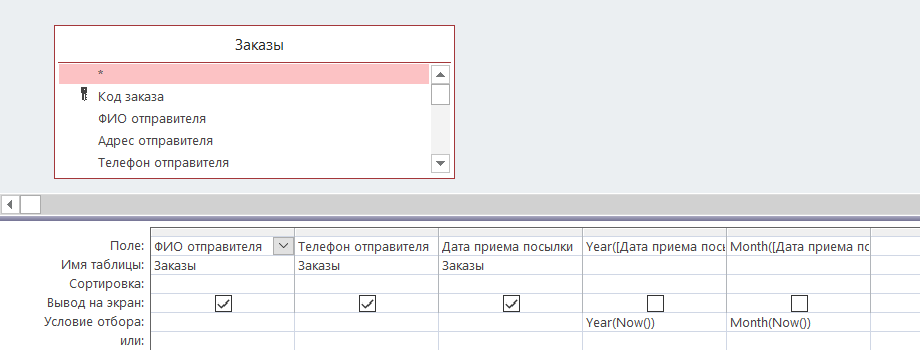 Заказы
*
Код заказа
ФИО отправителя
Адрес отправителя
Телефон отправителя
Поле: ФИО отправителя Телефон отправителя Дата приема посылки Year([Дата приема посы Month([Дата приема по
Имя таблицы: Заказы Заказы Заказы
Сортировка:
Вывод на экран:
Условие отбора: Year(Now()) Month(Now())
или: